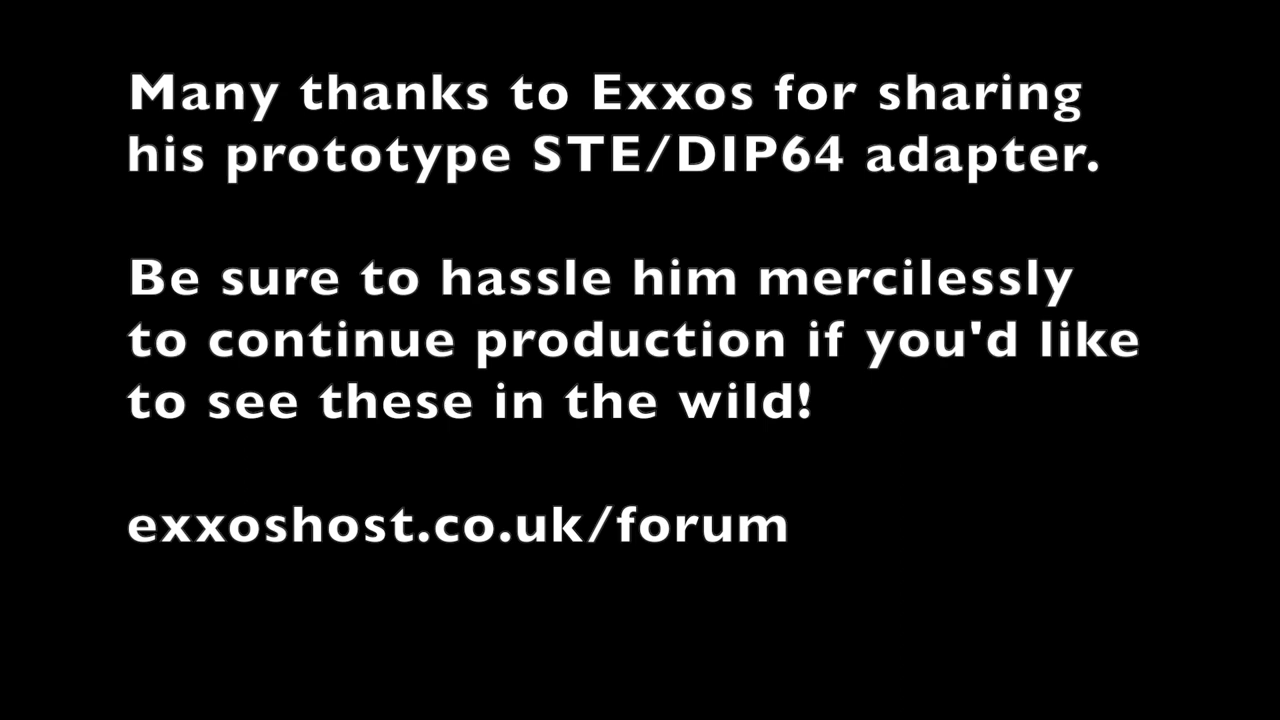 Many thanks to Exxos for sharing
his prototype STE/DIP64 adapter.
Be sure to hassle him mercilessly
to continue production if you'd like
to see these in the wild!
exxoshost.co.uk/forum